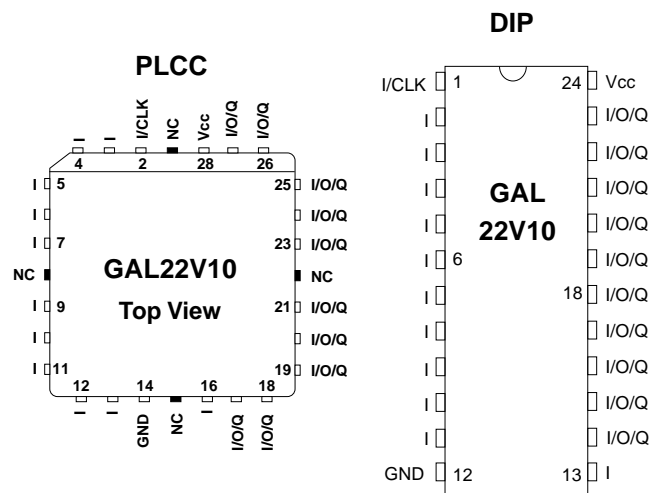 DIP
PLCC
I I I/CLK NC Vcc I/O/Q I/O/Q
4 2 28 26
I 5 25 I/O/Q
I I/O/Q
I 7 23 I/O/Q
NC GAL22V10 NC
I 9 Top View 21 I/O/Q
I I/O/Q
I 11 19 I/O/Q
12 14 16 18
I I GND NC I I/O/Q I/O/Q
I/CLK 1 24 Vcc
I I/O/Q
I I/O/Q
I GAL I/O/Q
I 22V10 I/O/Q
I 6 I/O/Q
I 18 I/O/Q
I I/O/Q
I I/O/Q
I I/O/Q
I I/O/Q
GND 12 13 I